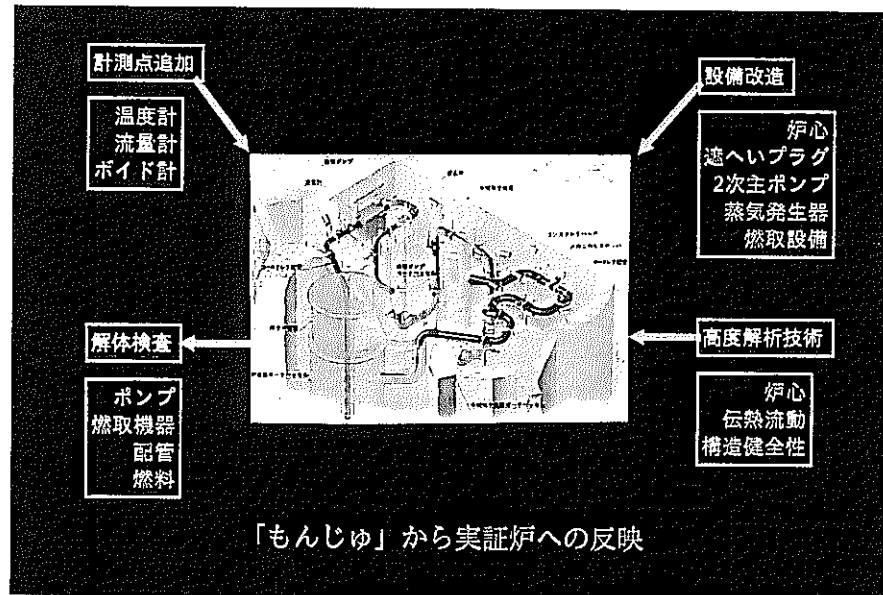 計測点追加
温度計
流量計
ボイド計
設備改造
炉心
遮へいプラグ
2次主ポンプ
蒸気発生器
燃取設備
解体検査
ポンプ
燃取機器
配管
燃料
高度解析技術
炉心
伝熱流動
構造健全性
「もんじゅ」から実証炉への反映